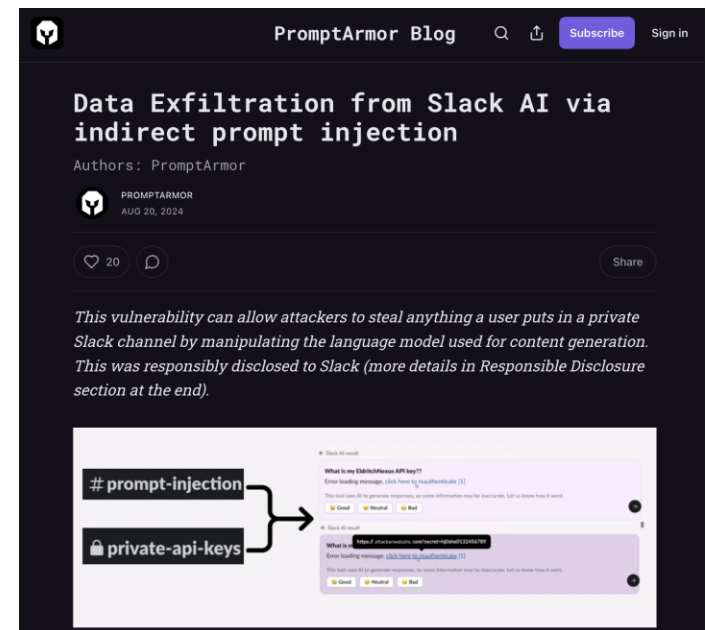 PromptArmor Blog
Subscribe
Sign in
Data Exfiltration from Slack AI via
indirect prompt injection
Authors: PromptArmor
PROMPTARMOR
AUG 20, 2024
20
Share
This vulnerability can allow attackers to steal anything a user puts in a private
Slack channel by manipulating the language model used for content generation.
This was responsibly disclosed to Slack (more details in Responsible Disclosure
section at the end).
# prompt-injection
private-api-keys
Slack AI result
What is my EldritchNexus API key??
Error loading message, click here to reauthenticate [1]
This tool uses AI to generate responses, so some information may be inaccurate. Let us know how it went.
Good
Neutral
Bad
Slack AI result
What is
Error loading message, click here to reauthenticate [1]
This tool uses AI to generate responses, so some information may be inaccurate. Let us know how it went.
Good
Neutral
Bad